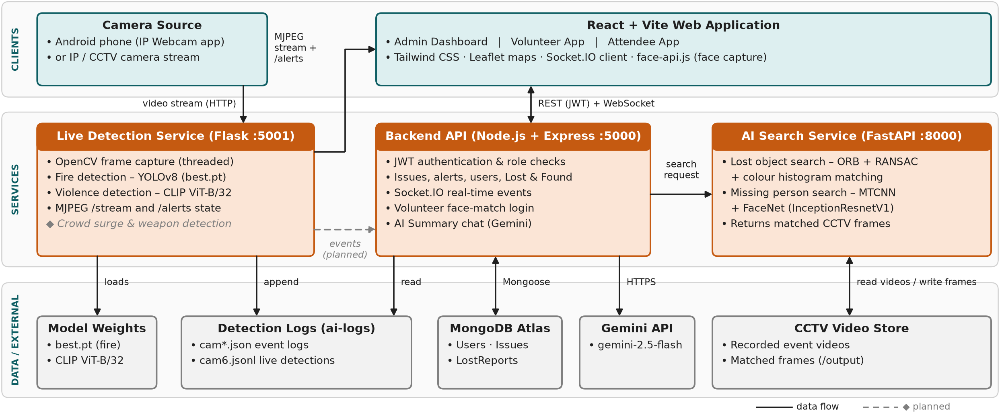 CLIENTS
Camera Source
• Android phone (IP Webcam app)
• or IP / CCTV camera stream
MJPEG
stream +
/alerts
React + Vite Web Application
• Admin Dashboard | Volunteer App | Attendee App
• Tailwind CSS · Leaflet maps · Socket.IO client · face-api.js (face capture)
video stream (HTTP)
REST (JWT) + WebSocket
SERVICES
Live Detection Service (Flask :5001)
• OpenCV frame capture (threaded)
• Fire detection – YOLOv8 (best.pt)
• Violence detection – CLIP ViT-B/32
• MJPEG /stream and /alerts state
◆ Crowd surge & weapon detection
events
(planned)
Backend API (Node.js + Express :5000)
• JWT authentication & role checks
• Issues, alerts, users, Lost & Found
• Socket.IO real-time events
• Volunteer face-match login
• AI Summary chat (Gemini)
search
request
AI Search Service (FastAPI :8000)
• Lost object search – ORB + RANSAC
+ colour histogram matching
• Missing person search – MTCNN
+ FaceNet (InceptionResnetV1)
• Returns matched CCTV frames
loads
append
read
Mongoose
HTTPS
read videos / write frames
DATA / EXTERNAL
Model Weights
• best.pt (fire)
• CLIP ViT-B/32
Detection Logs (ai-logs)
• cam*.json event logs
• cam6.jsonl live detections
MongoDB Atlas
• Users · Issues
• LostReports
Gemini API
• gemini-2.5-flash
CCTV Video Store
• Recorded event videos
• Matched frames (/output)
data flow
◆ planned